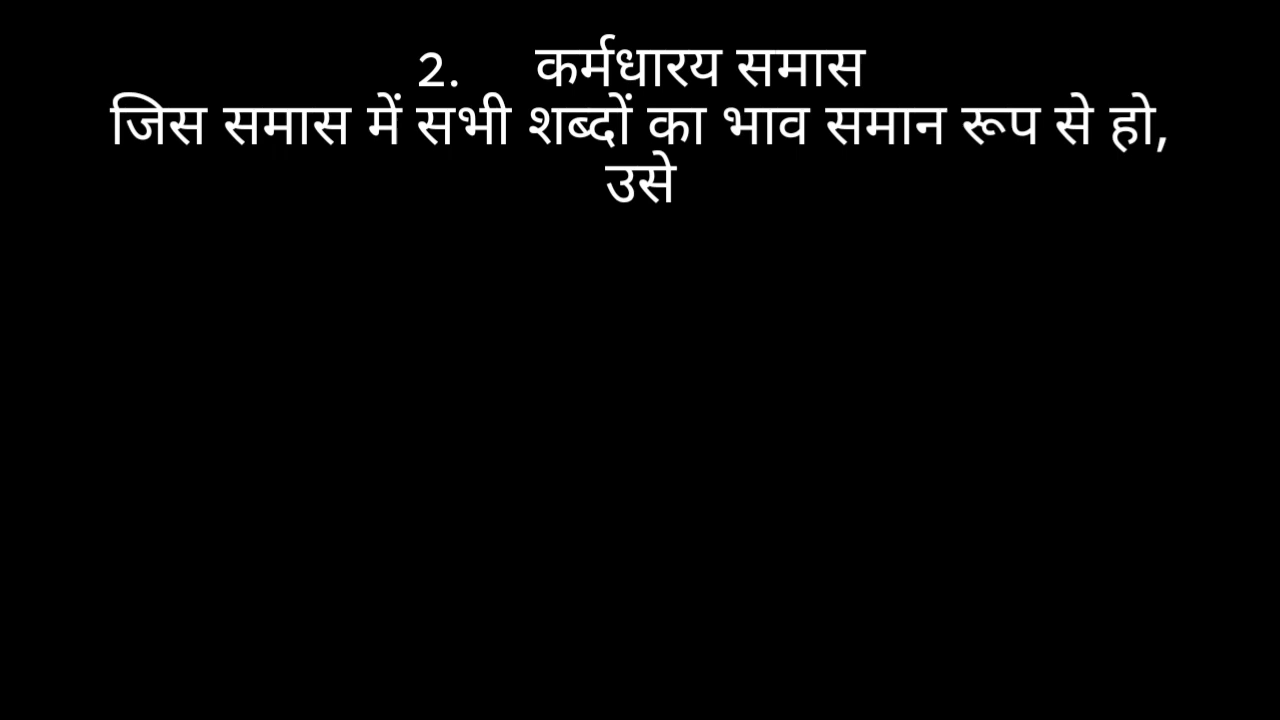 2. कर्मधारय समास
जिस समास में सभी शब्दों का भाव समान रूप से हो,
उसे